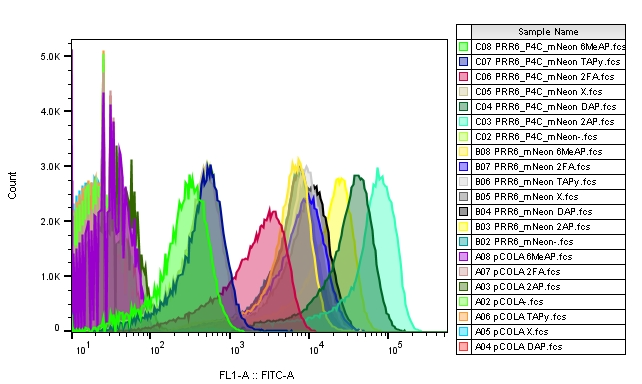 Sample Name
C08 PRR6_P4C_mNeon 6MeAP.fcs
C07 PRR6_P4C_mNeon TAPy.fcs
C06 PRR6_P4C_mNeon 2FA.fcs
C05 PRR6_P4C_mNeon X.fcs
C04 PRR6_P4C_mNeon DAP.fcs
C03 PRR6_P4C_mNeon 2AP.fcs
C02 PRR6_P4C_mNeon-.fcs
B08 PRR6_mNeon 6MeAP.fcs
B07 PRR6_mNeon 2FA.fcs
B06 PRR6_mNeon TAPy.fcs
B05 PRR6_mNeon X.fcs
B04 PRR6_mNeon DAP.fcs
B03 PRR6_mNeon 2AP.fcs
B02 PRR6_mNeon-.fcs
A08 pCOLA 6MeAP.fcs
A07 pCOLA 2FA.fcs
A03 pCOLA 2AP.fcs
A02 pCOLA-.fcs
A06 pCOLA TAPy.fcs
A05 pCOLA X.fcs
A04 pCOLA DAP.fcs
5.0K
4.0K
3.0K
2.0K
1.0K
0
Count
10^1 10^2 10^3 10^4 10^5
FL1-A :: FITC-A